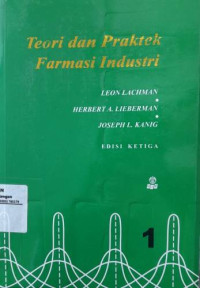 Teori dan Praktek
Farmasi Industri
LEON LACHMAN
HERBERT A. LIEBERMAN
JOSEPH L. KANIG
EDISI KETIGA
1